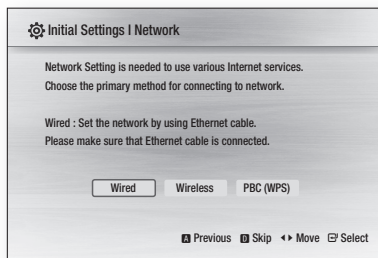 Initial Settings I Network
Network Setting is needed to use various Internet services.
Choose the primary method for connecting to network.
Wired : Set the network by using Ethernet cable.
Please make sure that Ethernet cable is connected.
Wired Wireless PBC (WPS)
A Previous D Skip Move Select